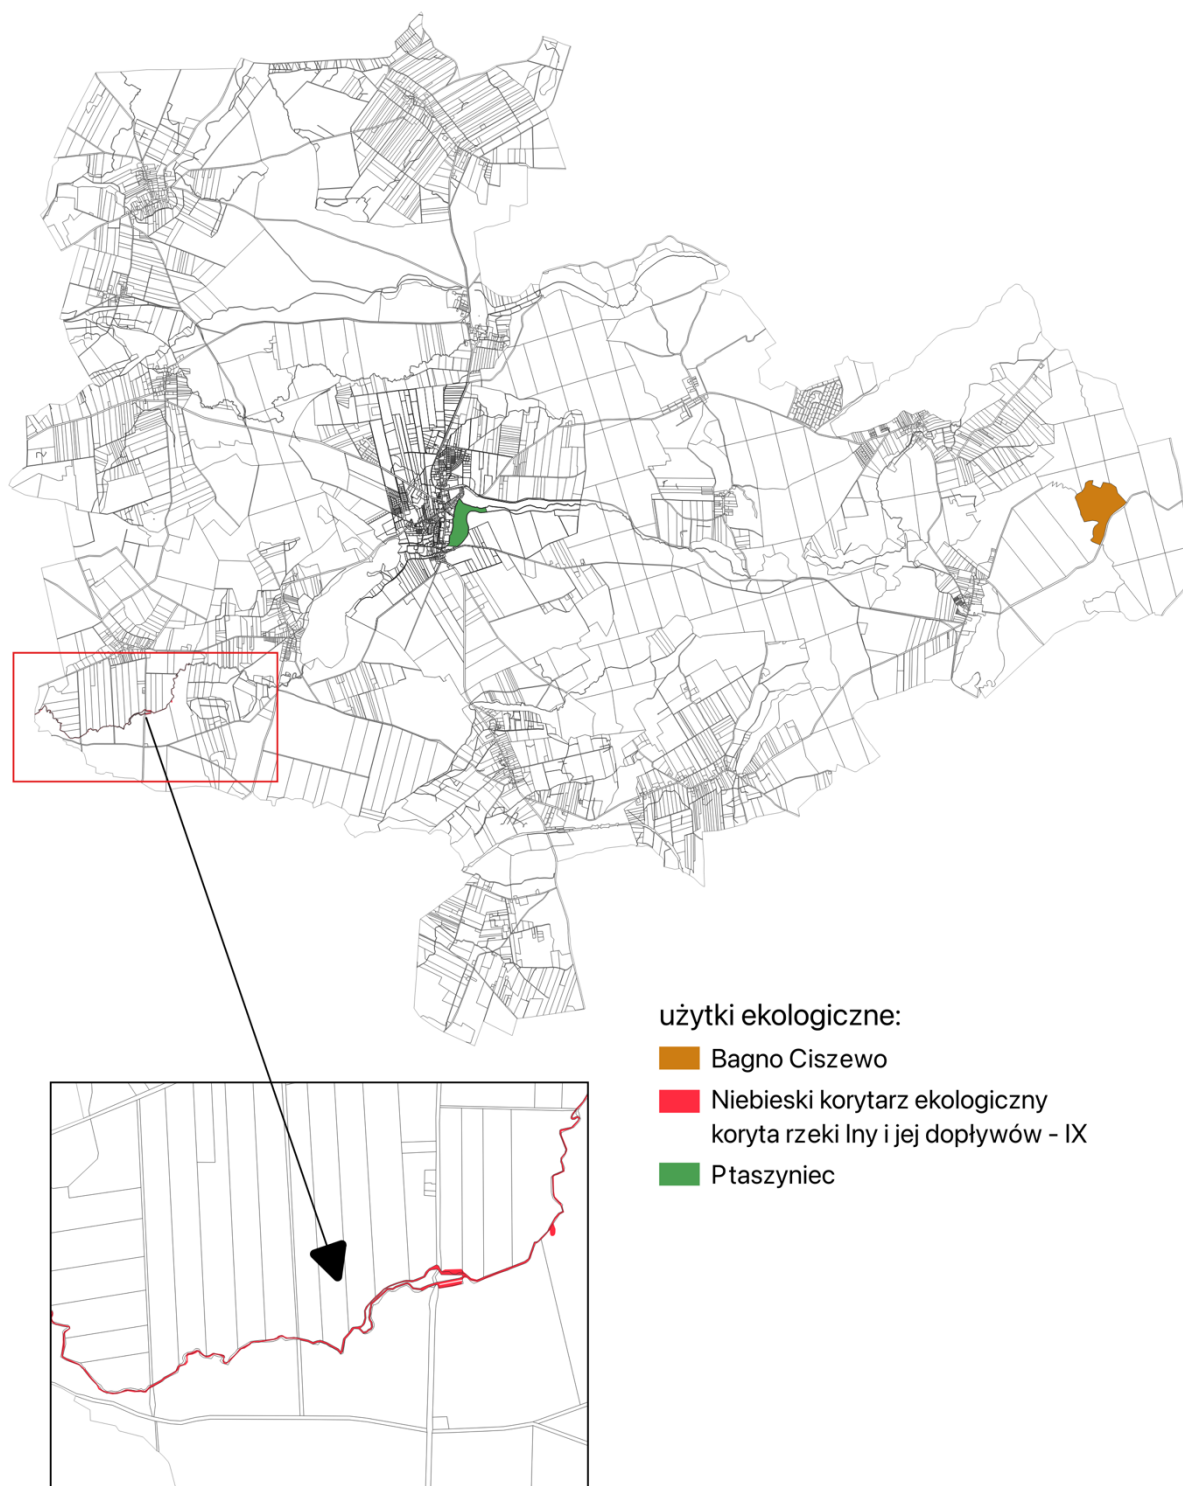 użytki ekologiczne:
Bagno Ciszewo
Niebieski korytarz ekologiczny
koryta rzeki Iny i jej dopływów - IX
Ptaszyniec